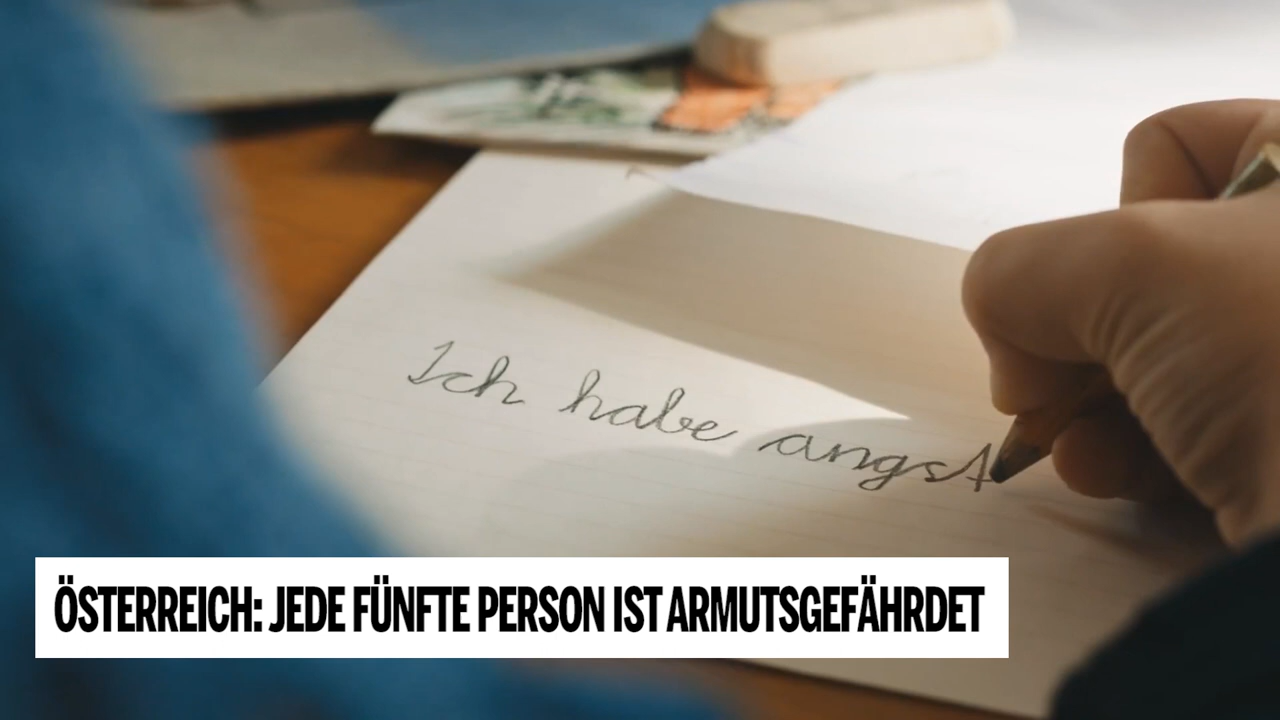 Ich habe angst
ÖSTERREICH: JEDE FÜNFTE PERSON IST ARMUTSGEFÄHRDET